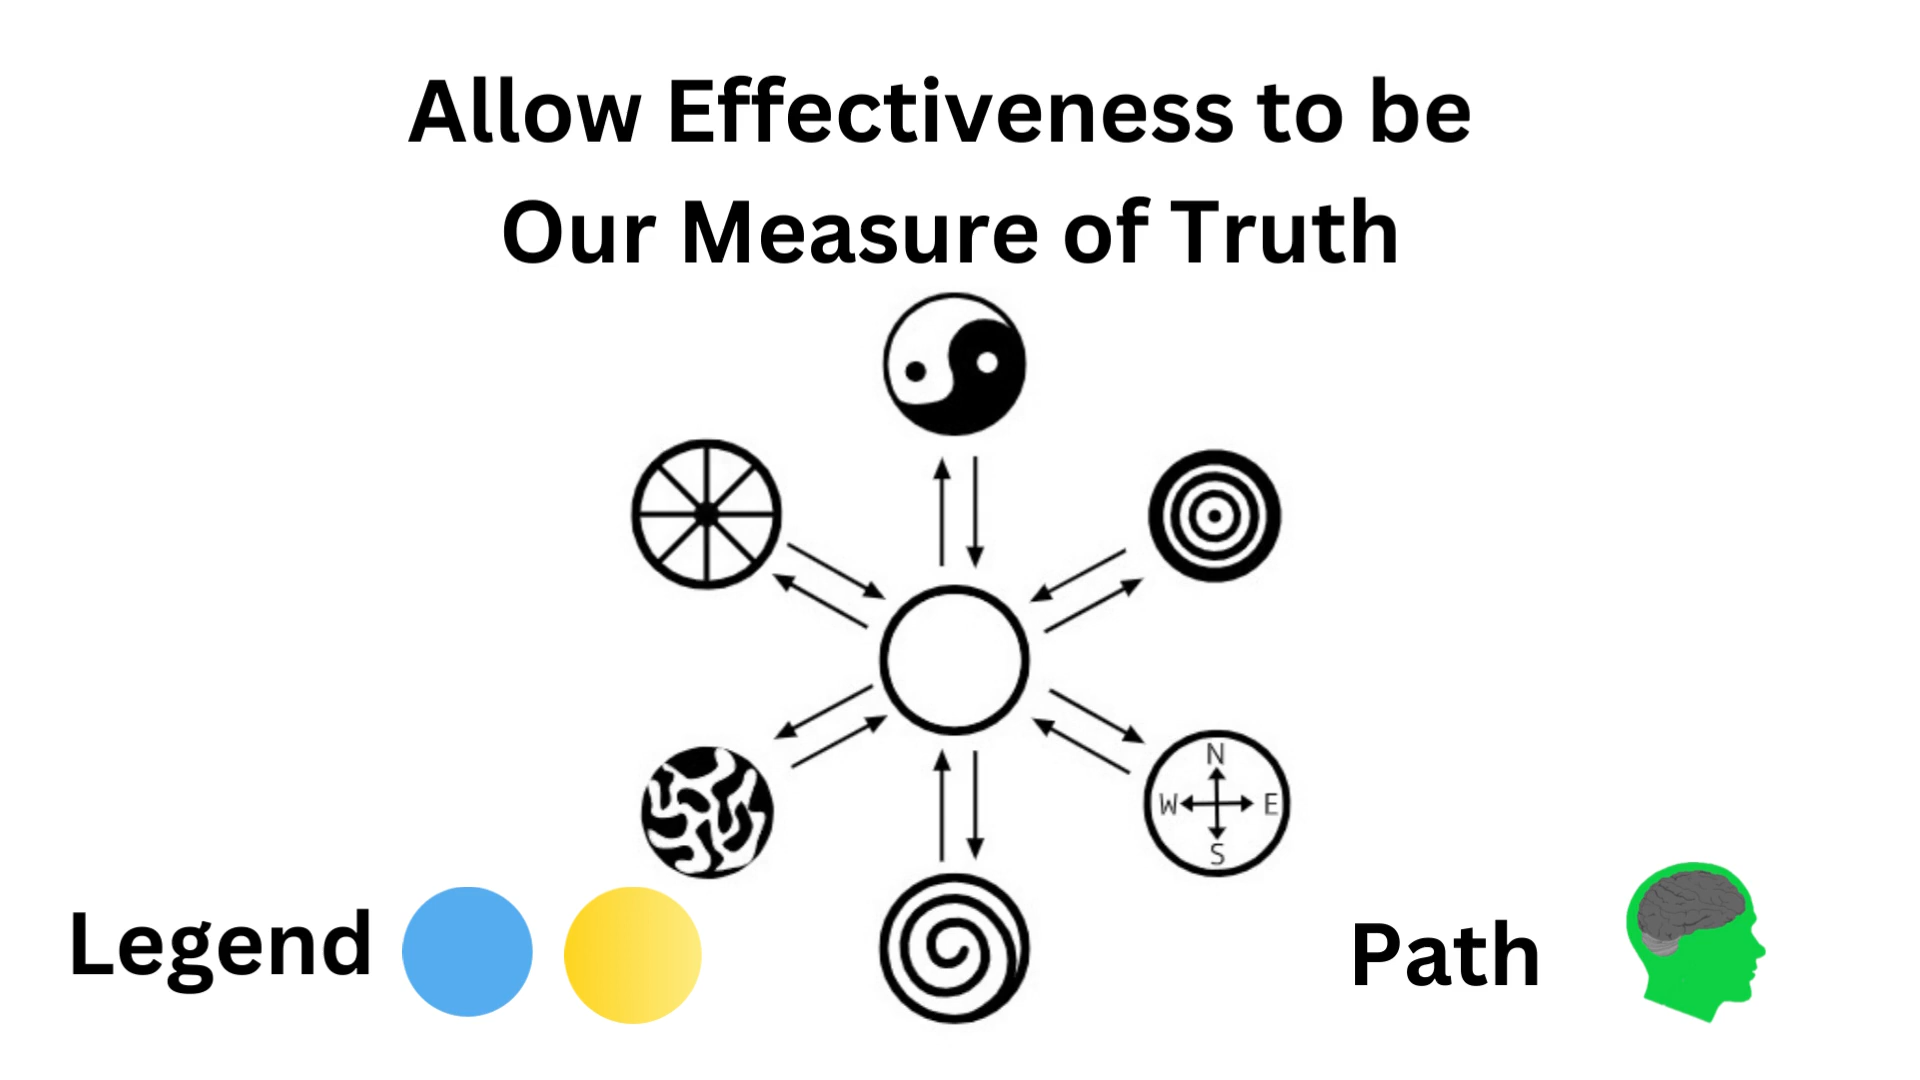 Allow Effectiveness to be
Our Measure of Truth
N
W E
S
Legend
Path